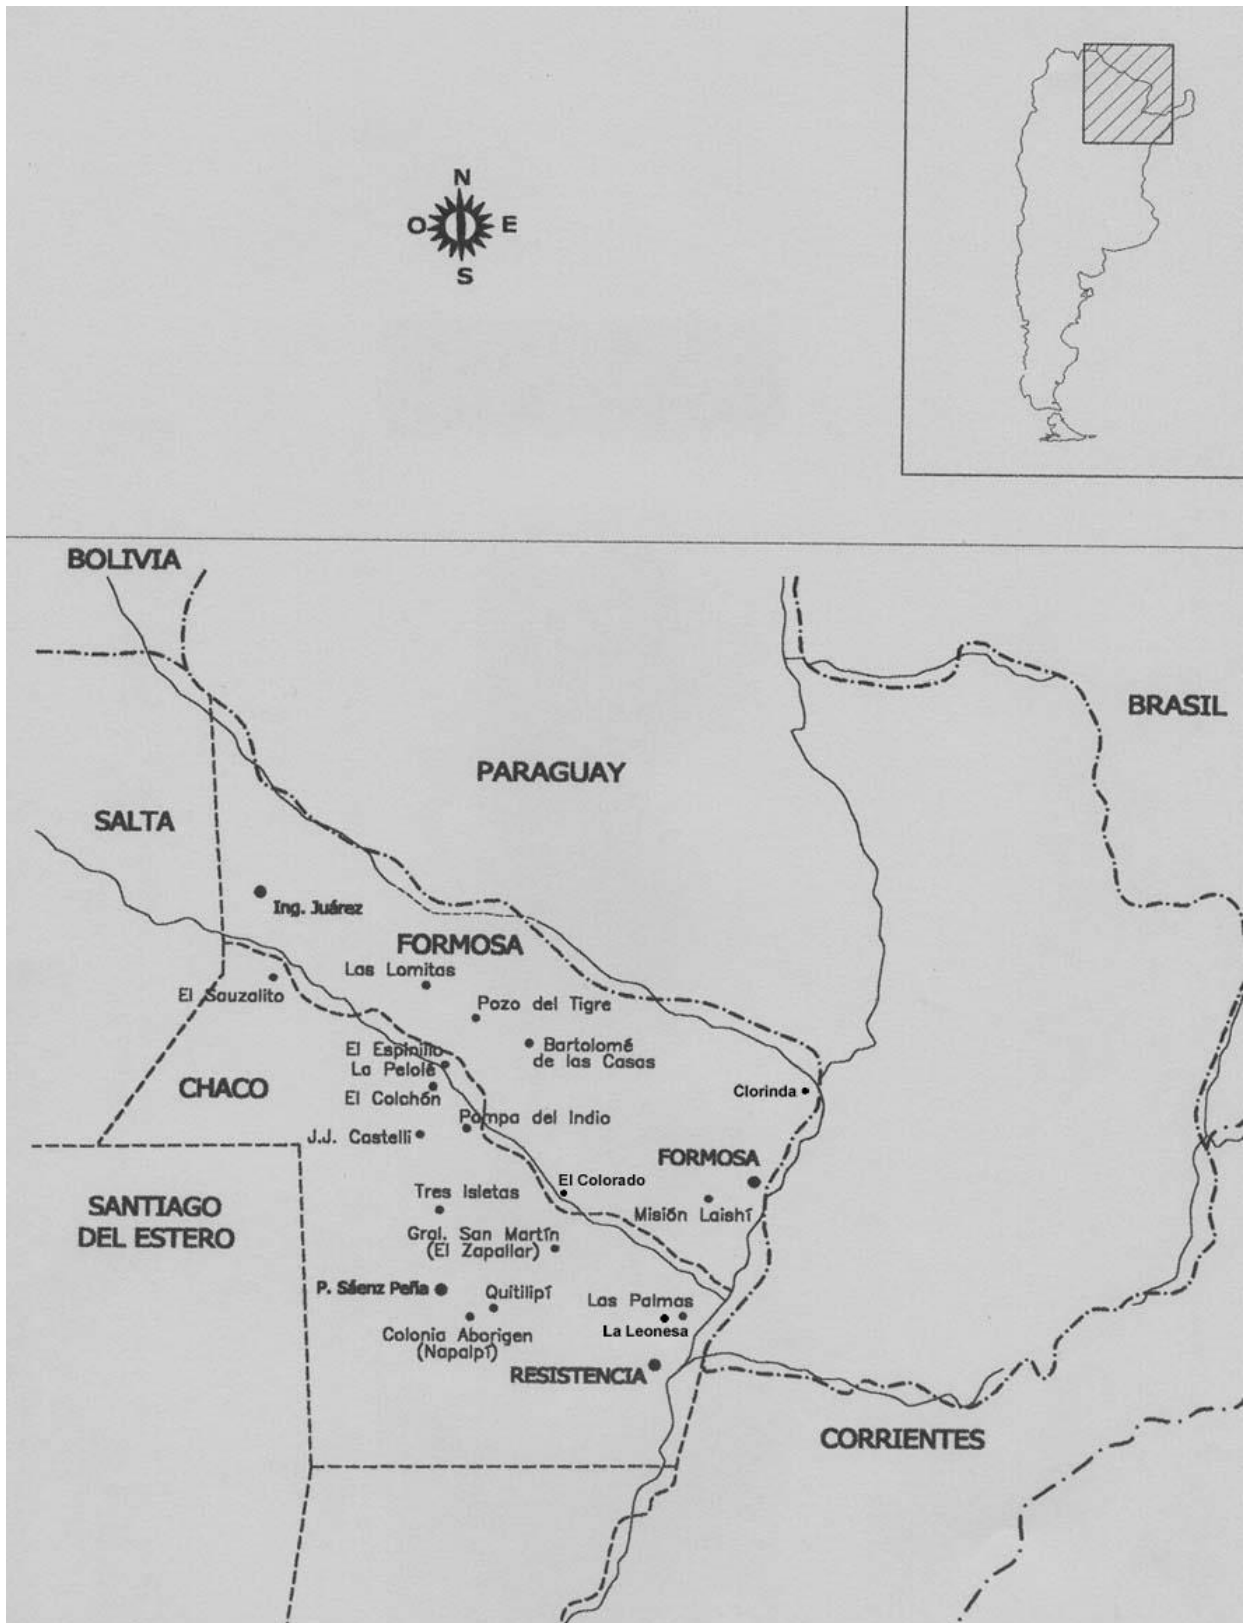 N
O E
S
BOLIVIA
BRASIL
PARAGUAY
SALTA
Ing. Juárez
FORMOSA
Las Lomitas
El Sauzalito
Pozo del Tigre
El Espinillo
Bartolomé
de las Casas
La Pelolé
CHACO
El Colchón
Clorinda
Pampa del Indio
J.J. Castelli
FORMOSA
El Colorado
Tres Isletas
SANTIAGO
DEL ESTERO
Misión Laishí
Gral. San Martín
(El Zapallar)
P. Sáenz Peña
Quitilipí
Las Palmas
La Leonesa
Colonia Aborigen
(Napalpí)
RESISTENCIA
CORRIENTES